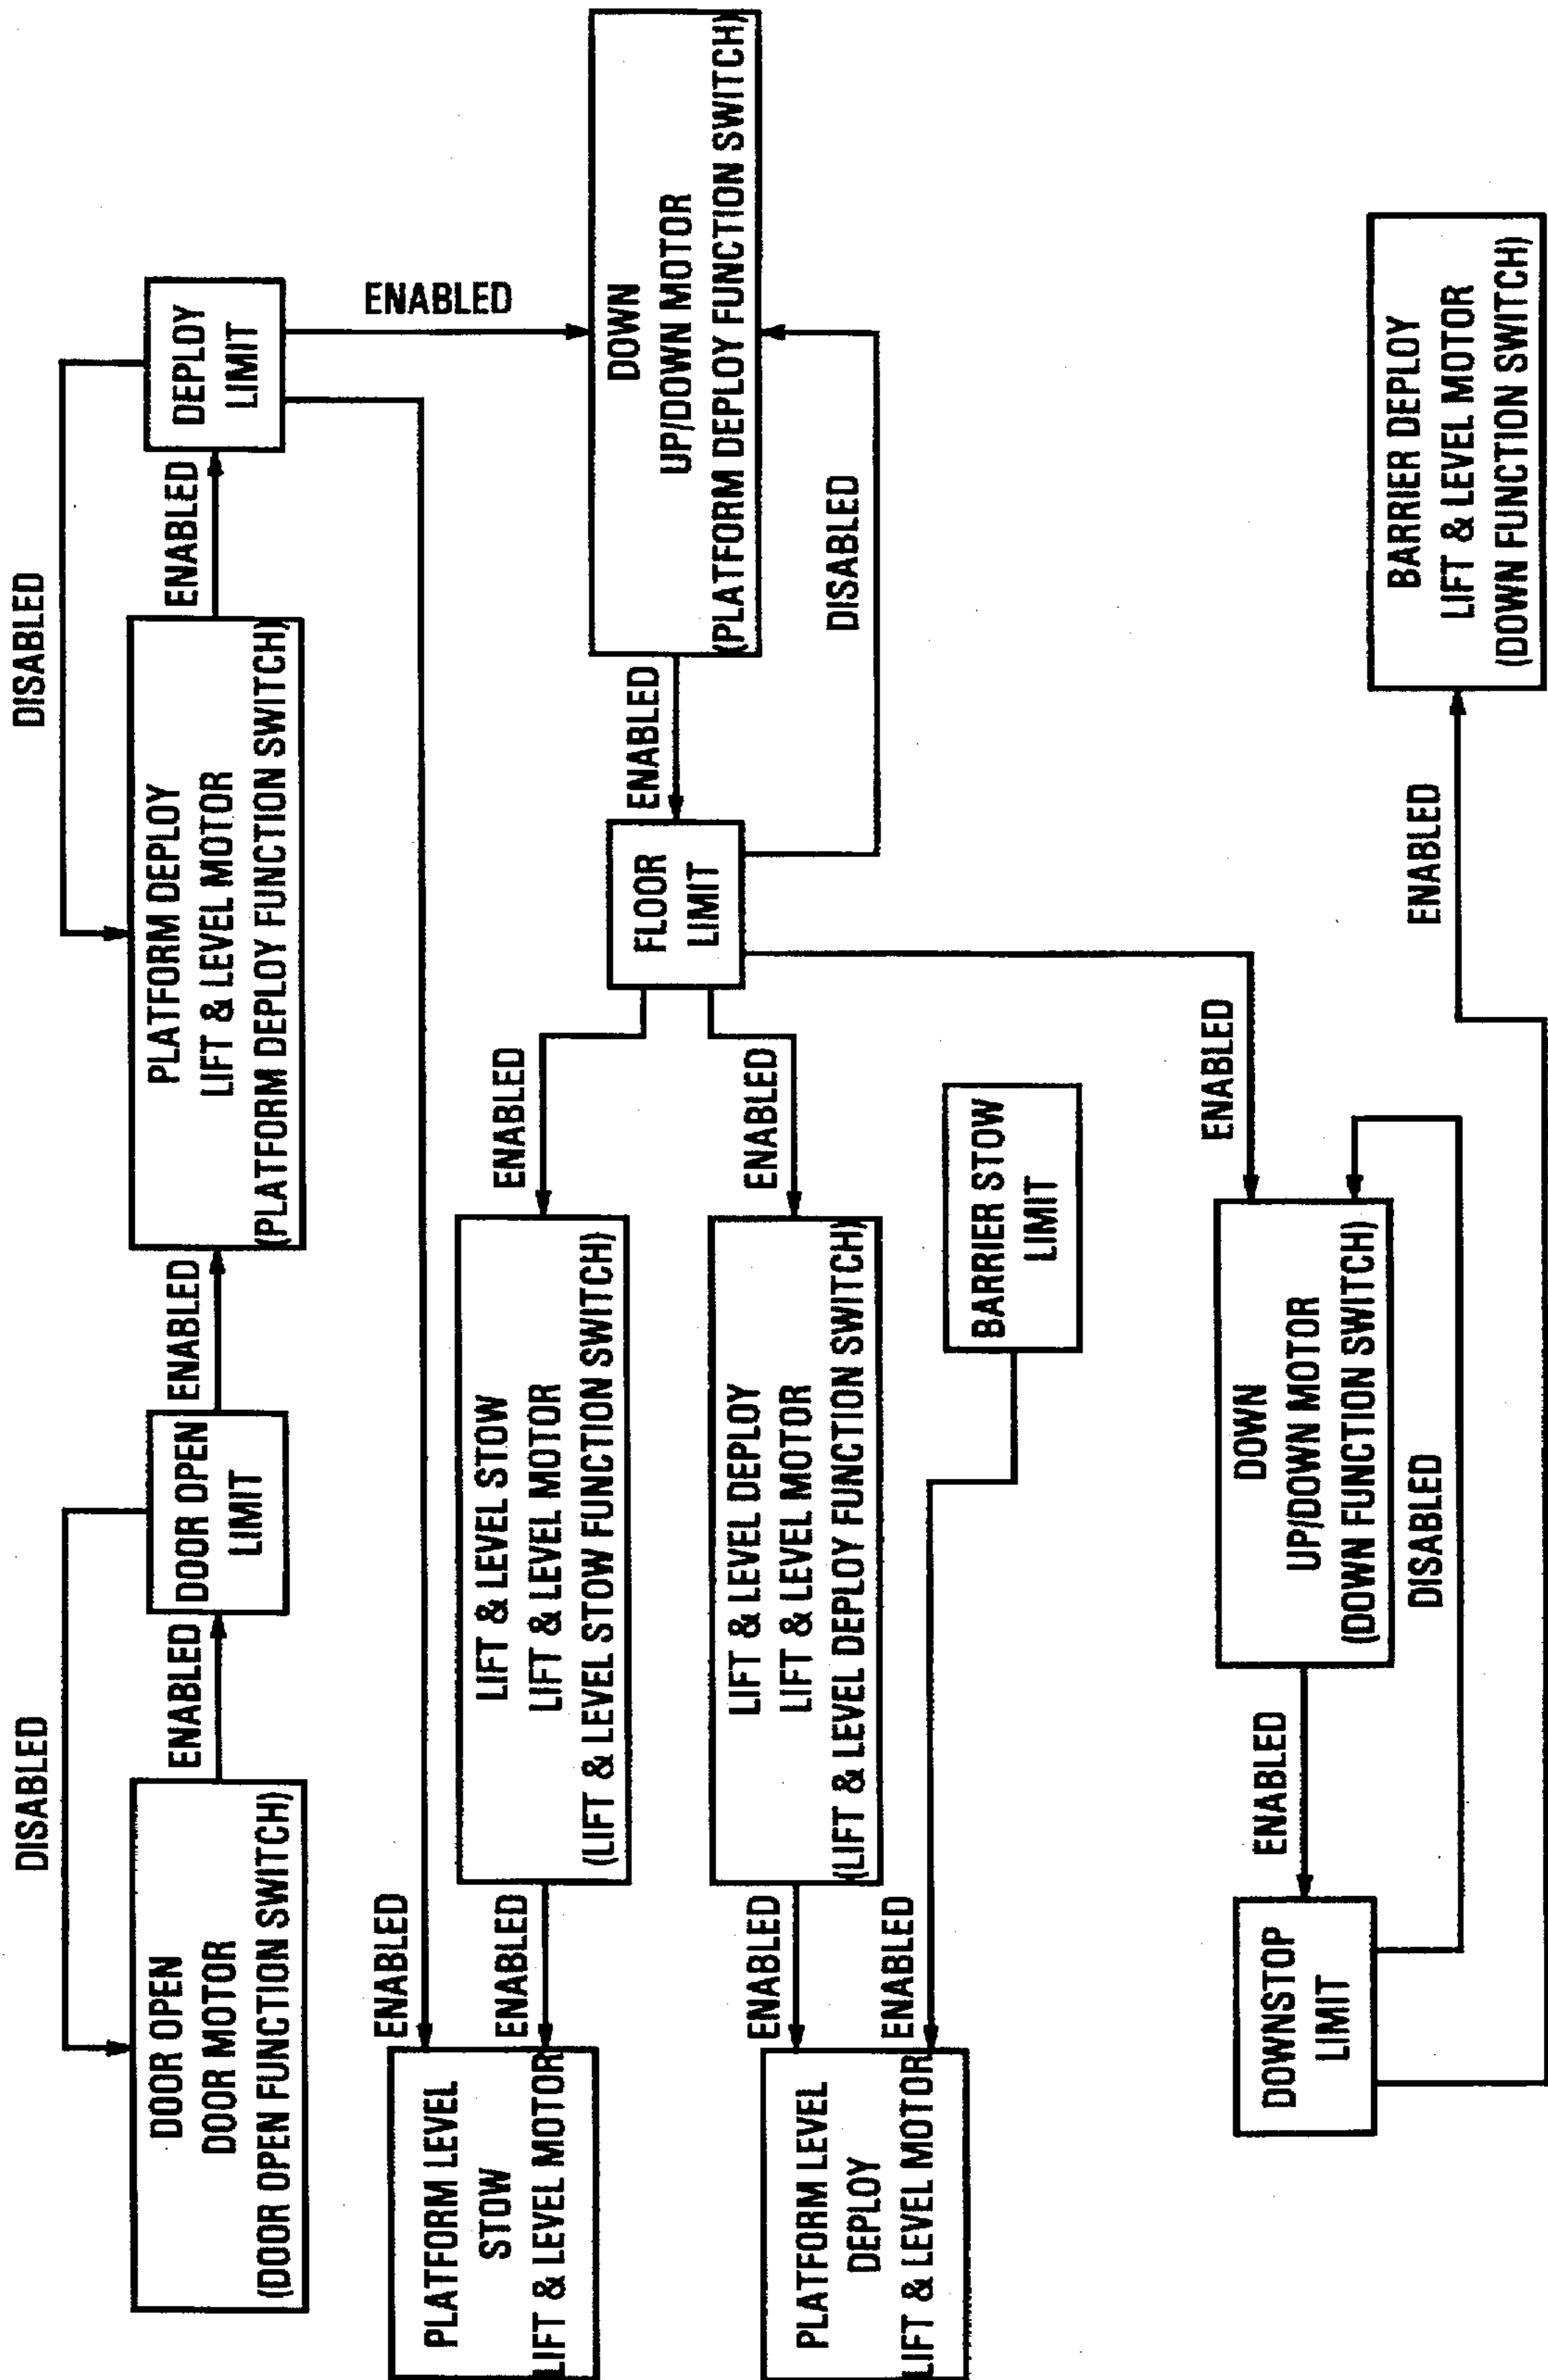 DISABLED
DISABLED
DOOR OPEN
DOOR MOTOR
(DOOR OPEN FUNCTION SWITCH)
ENABLED
DOOR OPEN
LIMIT
ENABLED
PLATFORM DEPLOY
LIFT & LEVEL MOTOR
(PLATFORM DEPLOY FUNCTION SWITCH)
ENABLED
DEPLOY
LIMIT
ENABLED
ENABLED
PLATFORM LEVEL
STOW
LIFT & LEVEL MOTOR
ENABLED
LIFT & LEVEL STOW
LIFT & LEVEL MOTOR
(LIFT & LEVEL STOW FUNCTION SWITCH)
ENABLED
FLOOR
LIMIT
ENABLED
DOWN
UP/DOWN MOTOR
(PLATFORM DEPLOY FUNCTION SWITCH)
DISABLED
PLATFORM LEVEL
DEPLOY
LIFT & LEVEL MOTOR
ENABLED
LIFT & LEVEL DEPLOY
LIFT & LEVEL MOTOR
(LIFT & LEVEL DEPLOY FUNCTION SWITCH)
ENABLED
ENABLED
BARRIER STOW
LIMIT
ENABLED
DOWNSTOP
LIMIT
ENABLED
DOWN
UP/DOWN MOTOR
(DOWN FUNCTION SWITCH)
DISABLED
ENABLED
BARRIER DEPLOY
LIFT & LEVEL MOTOR
(DOWN FUNCTION SWITCH)